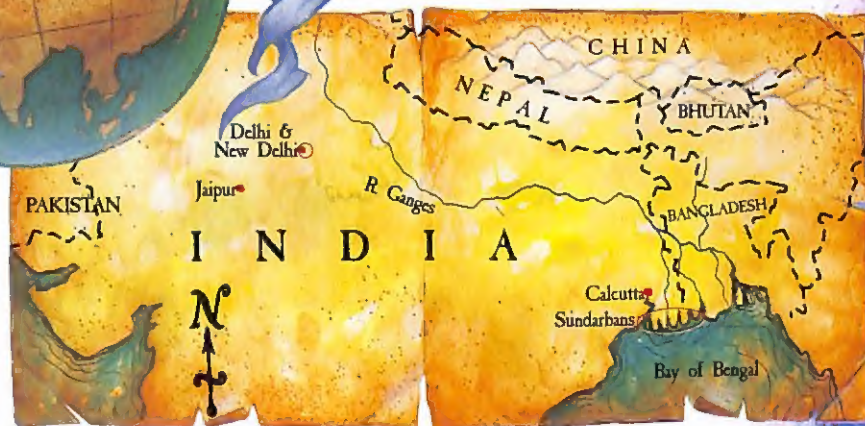 CHINA
NEPAL
BHUTAN
Delhi &
New Delhi
Jaipur
PAKISTAN
R. Ganges
BANGLADESH
INDIA
Calcutta
Sundarbans
N
Bay of Bengal